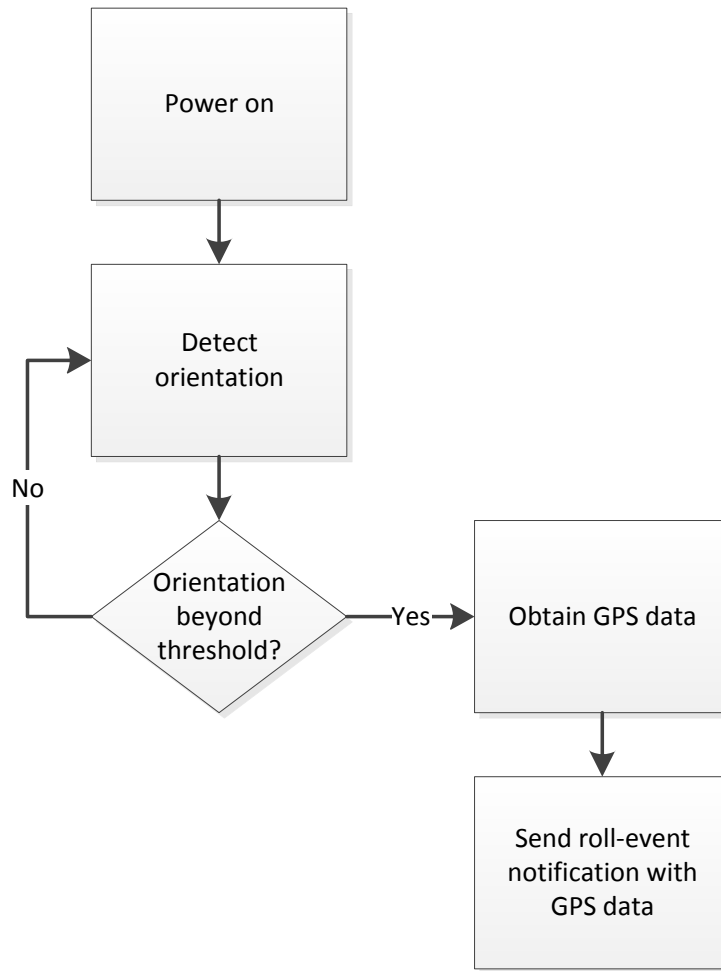 Power on
Detect
orientation
No
Orientation
beyond
threshold?
Yes
Obtain GPS data
Send roll-event
notification with
GPS data